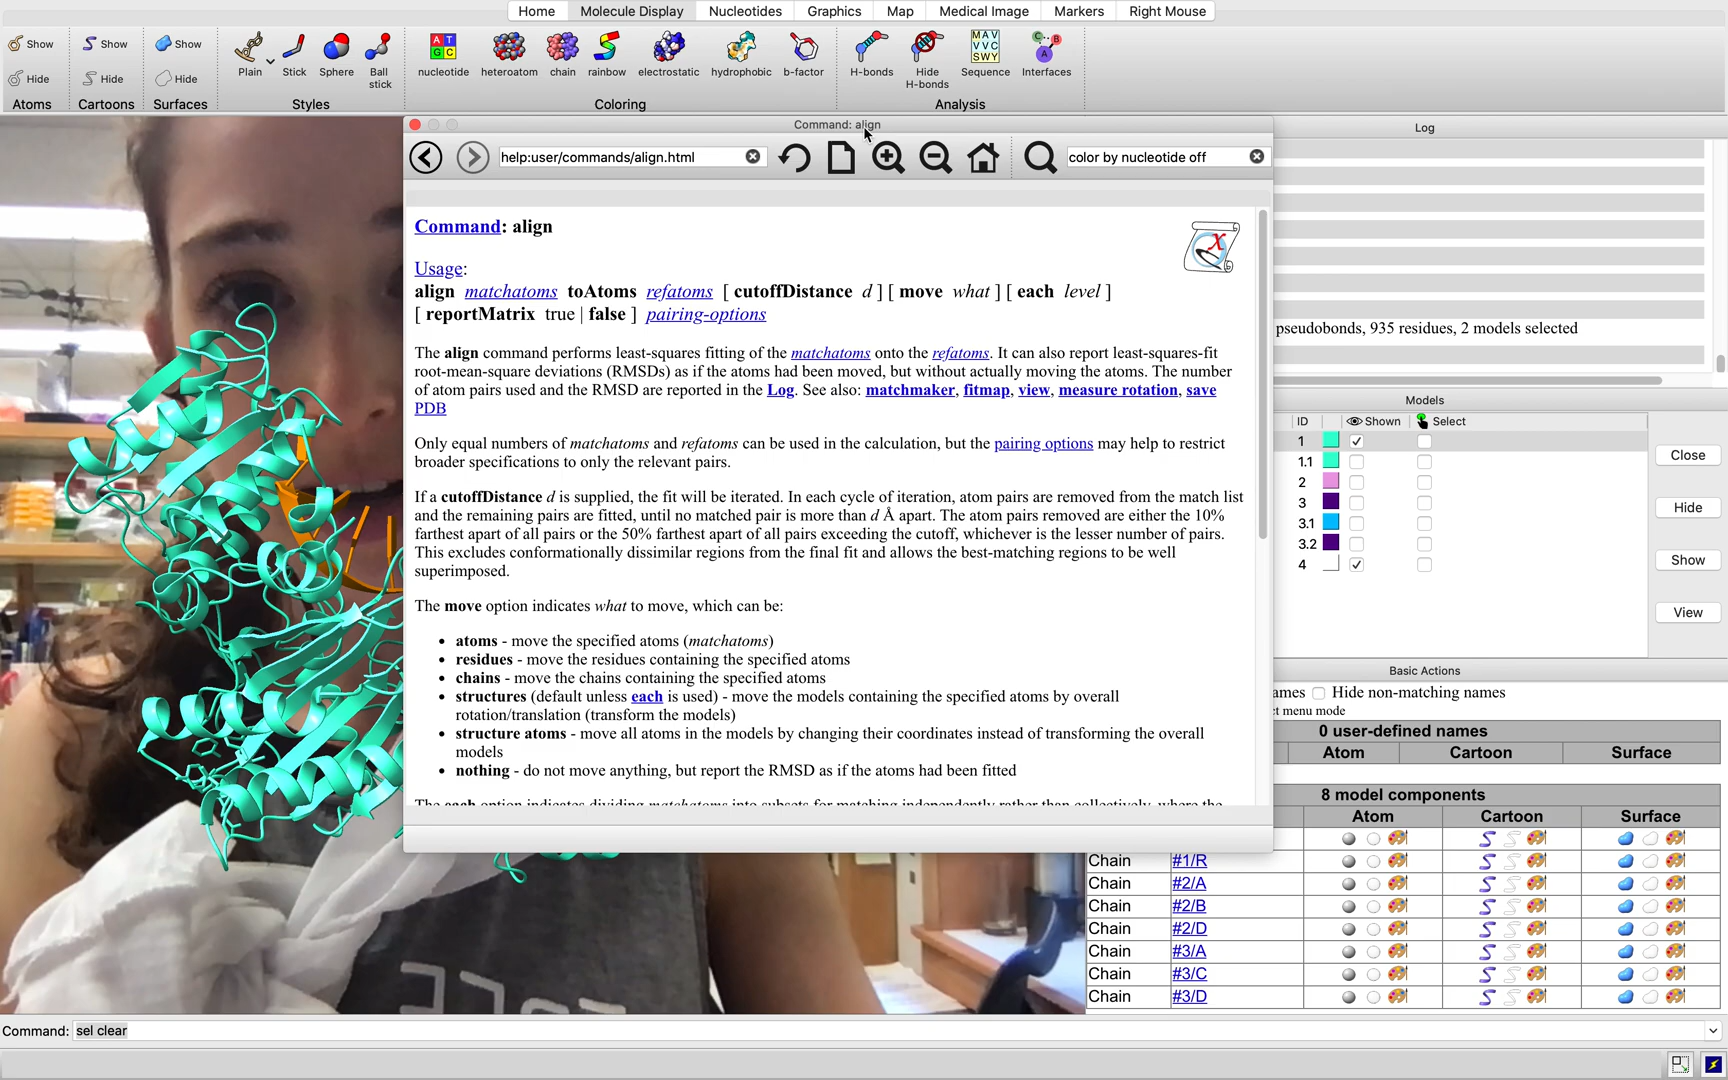 Home Molecule Display Nucleotides Graphics Map Medical Image Markers Right Mouse
Show Show Show
Hide Hide Hide
Plain Stick Sphere Ball stick nucleotide heteroatom chain rainbow electrostatic hydrophobic b-factor H-bonds Hide H-bonds Sequence Interfaces
Atoms Cartoons Surfaces Styles Coloring Analysis
Command: align
Log
help:user/commands/align.html color by nucleotide off
Command: align
Usage:
align matchatoms toAtoms refatoms [ cutoffDistance d ] [ move what ] [ each level ]
[ reportMatrix true | false ] pairing-options
The align command performs least-squares fitting of the matchatoms onto the refatoms. It can also report least-squares-fit
root-mean-square deviations (RMSDs) as if the atoms had been moved, but without actually moving the atoms. The number
of atom pairs used and the RMSD are reported in the Log. See also: matchmaker, fitmap, view, measure rotation, save
PDB
Only equal numbers of matchatoms and refatoms can be used in the calculation, but the pairing options may help to restrict
broader specifications to only the relevant pairs.
If a cutoffDistance d is supplied, the fit will be iterated. In each cycle of iteration, atom pairs are removed from the match list
and the remaining pairs are fitted, until no matched pair is more than d Å apart. The atom pairs removed are either the 10%
farthest apart of all pairs or the 50% farthest apart of all pairs exceeding the cutoff, whichever is the lesser number of pairs.
This excludes conformationally dissimilar regions from the final fit and allows the best-matching regions to be well
superimposed.
The move option indicates what to move, which can be:
• atoms - move the specified atoms (matchatoms)
• residues - move the residues containing the specified atoms
• chains - move the chains containing the specified atoms
• structures (default unless each is used) - move the models containing the specified atoms by overall
rotation/translation (transform the models)
• structure atoms - move all atoms in the models by changing their coordinates instead of transforming the overall
models
• nothing - do not move anything, but report the RMSD as if the atoms had been fitted
The each option indicates dividing matchatoms into subsets for matching independently rather than collectively, where the
pseudobonds, 935 residues, 2 models selected
Models
ID Shown Select
1
1.1
2
3
3.1
3.2
4
Close
Hide
Show
View
Basic Actions
Hide non-matching names
menu mode
0 user-defined names
Atom Cartoon Surface
8 model components
Atom Cartoon Surface
Chain #1/R
Chain #2/A
Chain #2/B
Chain #2/D
Chain #3/A
Chain #3/C
Chain #3/D
Command: sel clear